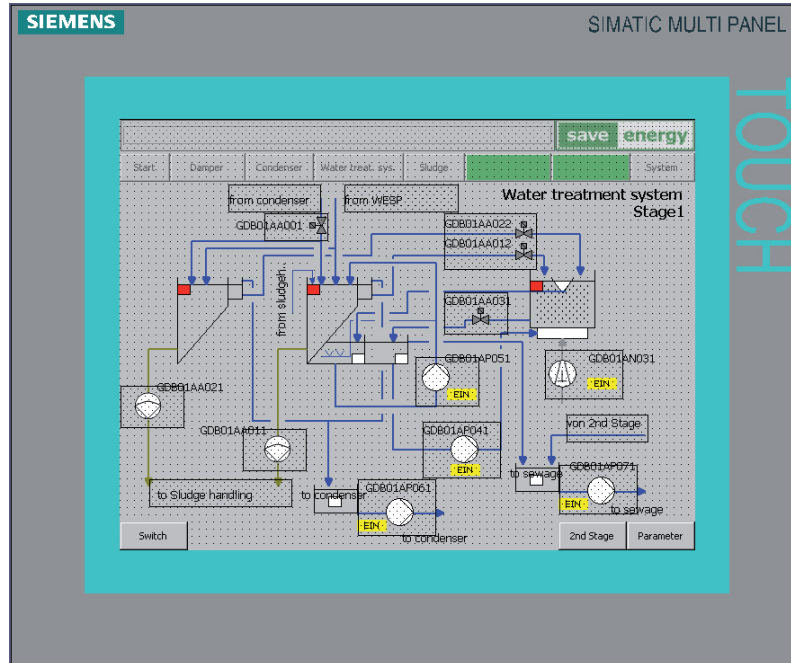 SIEMENS
SIMATIC MULTI PANEL
TOUCH
save energy
Start Damper Condenser Water treat. sys. Sludge System
from condenser
from WESP
Water treatment system
Stage1
GDB01AA001
GDB01AA022
GDB01AA012
from sludgeh..
GDB01AA031
GDB01AP051
EIN
GDB01AN031
EIN
GDB01AA021
GDB01AA011
GDB01AP041
EIN
von 2nd Stage
to Sludge handling
to condenser
GDB01AP061
EIN
to condenser
to sewage
GDB01AP071
EIN
to sewage
Switch
2nd Stage
Parameter